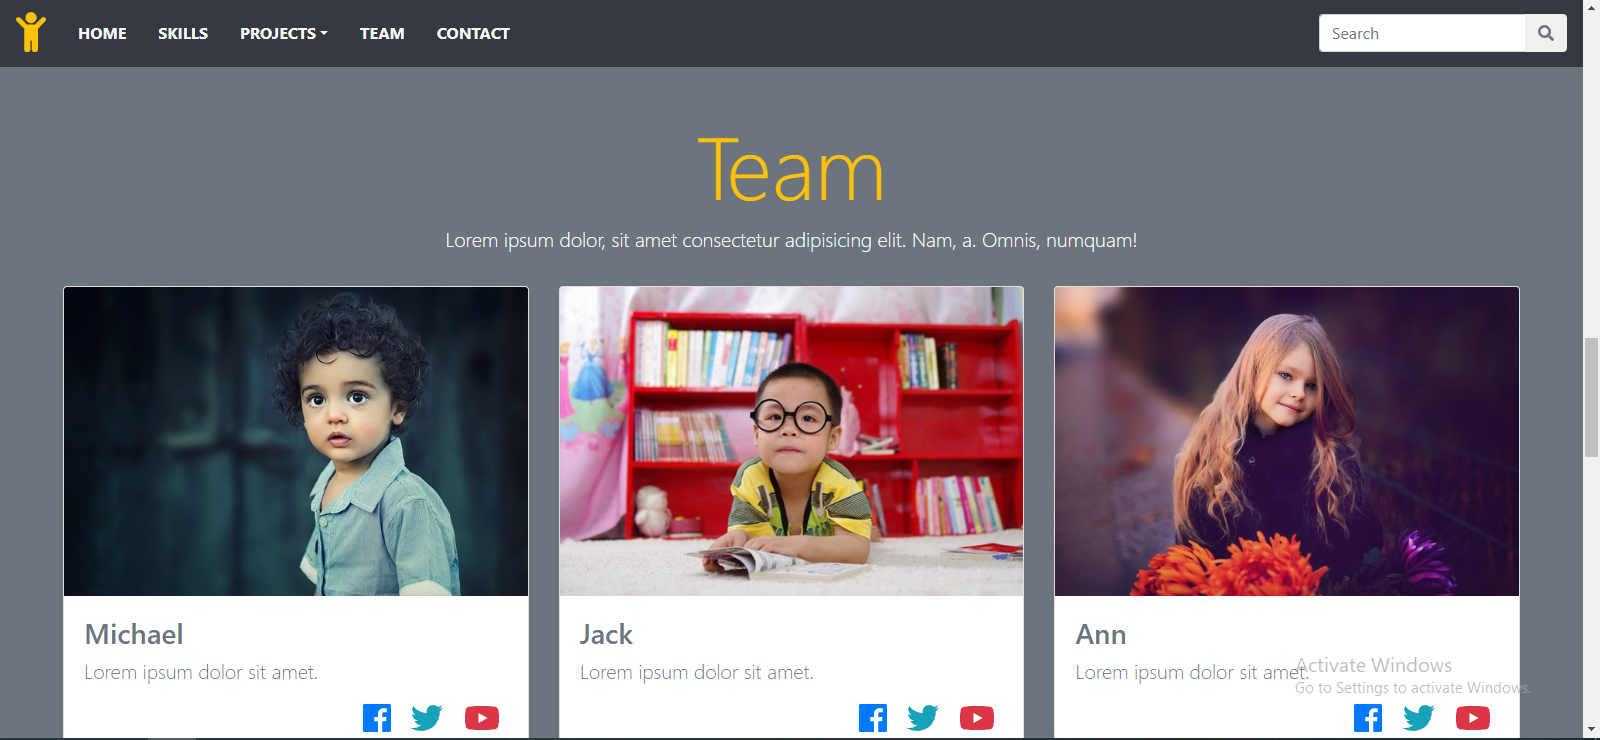 HOME SKILLS PROJECTS TEAM CONTACT Search
Team
Lorem ipsum dolor, sit amet consectetur adipisicing elit. Nam, a. Omnis, numquam!
Michael Jack Ann
Lorem ipsum dolor sit amet. Lorem ipsum dolor sit amet. Lorem ipsum dolor sit amet.
Activate Windows
Go to Settings to activate Windows.